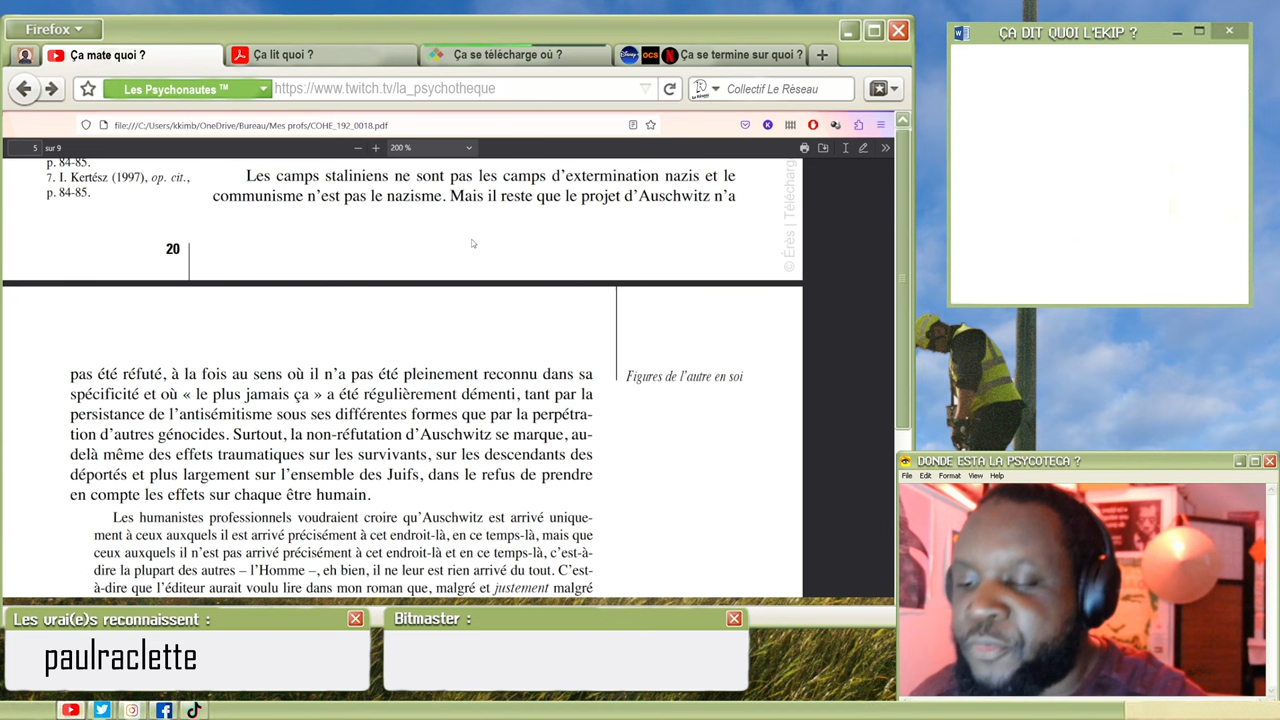 Firefox
Ça mate quoi ?
Ça lit quoi ?
Ça se télécharge où ?
Ça se termine sur quoi ?
Les Psychonautes™
https://www.twitch.tv/la_psychotheque
Collectif Le Réseau
file:///C:/Users/kkimb/OneDrive/Bureau/Mes profs/COHE_192_0018.pdf
5 sur 9
200 %
p. 84-85.
7. I. Kertész (1997), op. cit.,
p. 84-85.
Les camps staliniens ne sont pas les camps d'extermination nazis et le
communisme n'est pas le nazisme. Mais il reste que le projet d'Auschwitz n'a
20
© Érès | Télécharg
Figures de l'autre en soi
pas été réfuté, à la fois au sens où il n'a pas été pleinement reconnu dans sa
spécificité et où « le plus jamais ça » a été régulièrement démenti, tant par la
persistance de l'antisémitisme sous ses différentes formes que par la perpétra-
tion d'autres génocides. Surtout, la non-réfutation d'Auschwitz se marque, au-
delà même des effets traumatiques sur les survivants, sur les descendants des
déportés et plus largement sur l'ensemble des Juifs, dans le refus de prendre
en compte les effets sur chaque être humain.
Les humanistes professionnels voudraient croire qu'Auschwitz est arrivé unique-
ment à ceux auxquels il est arrivé précisément à cet endroit-là, en ce temps-là, mais que
ceux auxquels il n'est pas arrivé précisément à cet endroit-là et en ce temps-là, c'est-à-
dire la plupart des autres – l'Homme –, eh bien, il ne leur est rien arrivé du tout. C'est-
à-dire que l'éditeur aurait voulu lire dans mon roman que, malgré et justement malgré
Les vrai(e)s reconnaissent :
paulraclette
Bitmaster :
ÇA DIT QUOI L'EKIP ?
DONDE ESTA LA PSYCOTECA ?
File Edit Format View Help